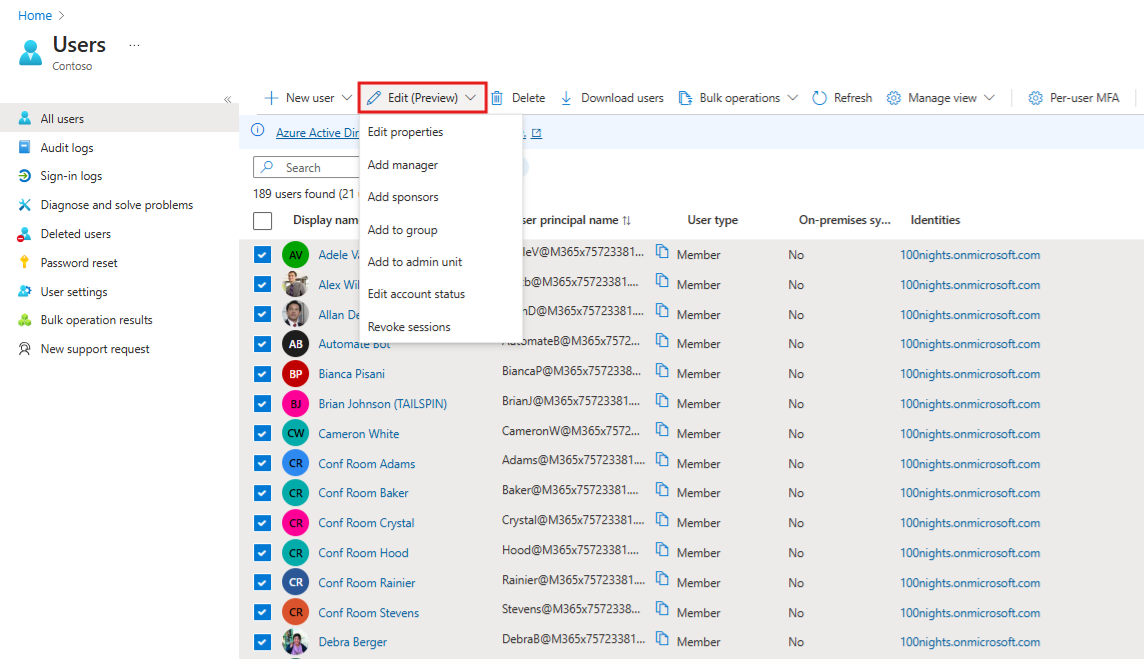 Home
Users ...
Contoso
«
All users
Audit logs
Sign-in logs
Diagnose and solve problems
Deleted users
Password reset
User settings
Bulk operation results
New support request
New user Edit (Preview) Delete Download users Bulk operations Refresh Manage view Per-user MFA
Edit properties
Add manager
Add sponsors
Add to group
Add to admin unit
Edit account status
Revoke sessions
Azure Active Dir
Search
189 users found (21
Display nam ser principal name User type On-premises sy... Identities
AV Adele Va leV@M365x75723381.... Member No 100nights.onmicrosoft.com
Alex Wil cb@M365x75723381.... Member No 100nights.onmicrosoft.com
Allan De nD@M365x75723381.... Member No 100nights.onmicrosoft.com
AB Automate Bot AutomateB@M365x7572... Member No 100nights.onmicrosoft.com
BP Bianca Pisani BiancaP@M365x7572338... Member No 100nights.onmicrosoft.com
BJ Brian Johnson (TAILSPIN) BrianJ@M365x75723381.... Member No 100nights.onmicrosoft.com
CW Cameron White CameronW@M365x7572... Member No 100nights.onmicrosoft.com
CR Conf Room Adams Adams@M365x75723381.... Member No 100nights.onmicrosoft.com
CR Conf Room Baker Baker@M365x75723381.... Member No 100nights.onmicrosoft.com
CR Conf Room Crystal Crystal@M365x75723381.... Member No 100nights.onmicrosoft.com
CR Conf Room Hood Hood@M365x75723381.... Member No 100nights.onmicrosoft.com
CR Conf Room Rainier Rainier@M365x75723381.... Member No 100nights.onmicrosoft.com
CR Conf Room Stevens Stevens@M365x7572338... Member No 100nights.onmicrosoft.com
Debra Berger DebraB@M365x75723381... Member No 100nights.onmicrosoft.com